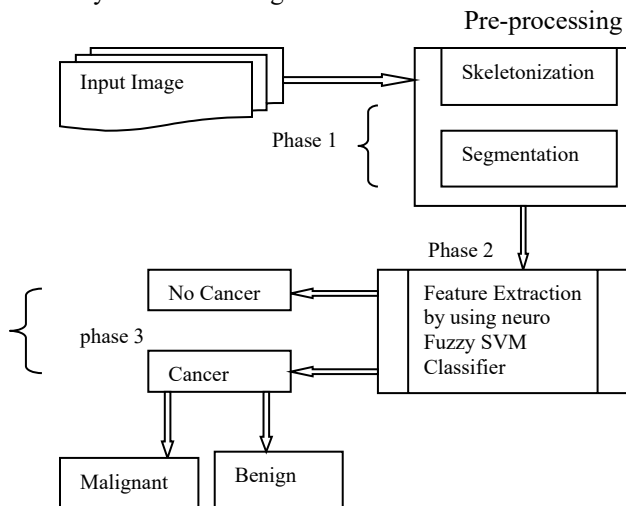 Pre-processing
Input Image
Skeletonization
Phase 1
Segmentation
Phase 2
No Cancer
Feature Extraction
by using neuro
Fuzzy SVM
Classifier
phase 3
Cancer
Malignant
Benign